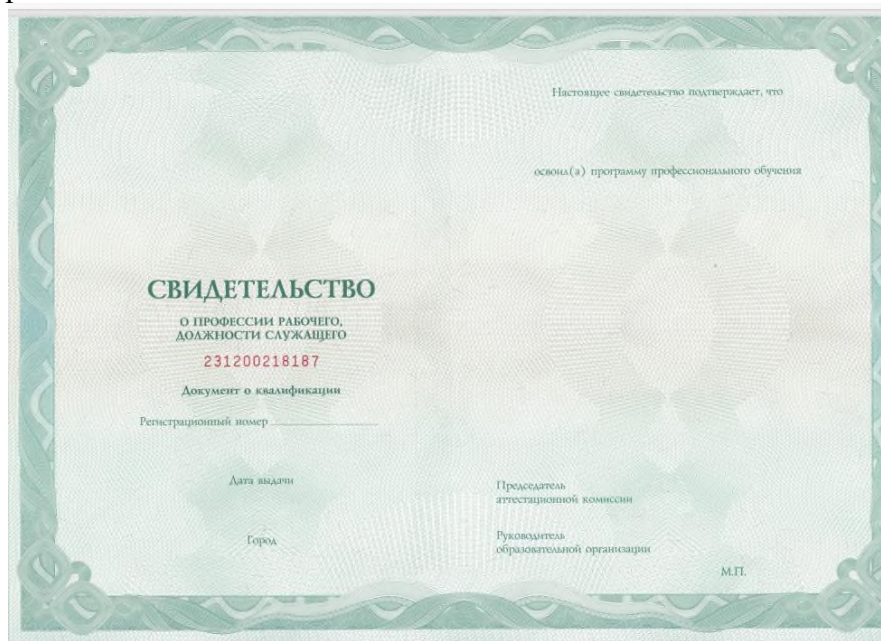 СВИДЕТЕЛЬСТВО
О ПРОФЕССИИ РАБОЧЕГО,
ДОЛЖНОСТИ СЛУЖАЩЕГО
231200218187
Документ о квалификации
Регистрационный номер
Дата выдачи
Город
Настоящее свидетельство подтверждает, что
освоил(а) программу профессионального обучения
Председатель
аттестационной комиссии
Руководитель
образовательной организации
М.П.